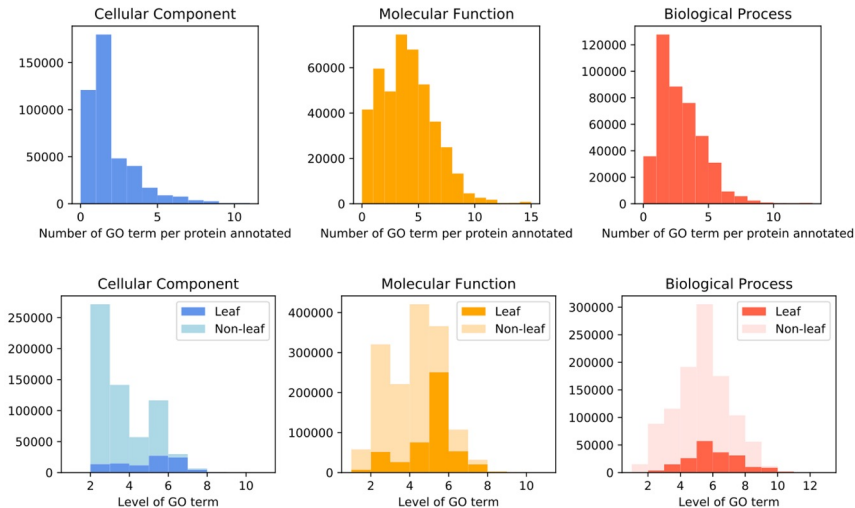 Cellular Component
Molecular Function
Biological Process
150000
100000
50000
0
0 5 10
Number of GO term per protein annotated
60000
40000
20000
0
0 5 10 15
Number of GO term per protein annotated
120000
100000
80000
60000
40000
20000
0
0 5 10
Number of GO term per protein annotated
Cellular Component
Leaf
Non-leaf
250000
200000
150000
100000
50000
0
2 4 6 8 10
Level of GO term
Molecular Function
Leaf
Non-leaf
400000
300000
200000
100000
0
2 4 6 8 10
Level of GO term
Biological Process
Leaf
Non-leaf
300000
250000
200000
150000
100000
50000
0
2 4 6 8 10 12
Level of GO term